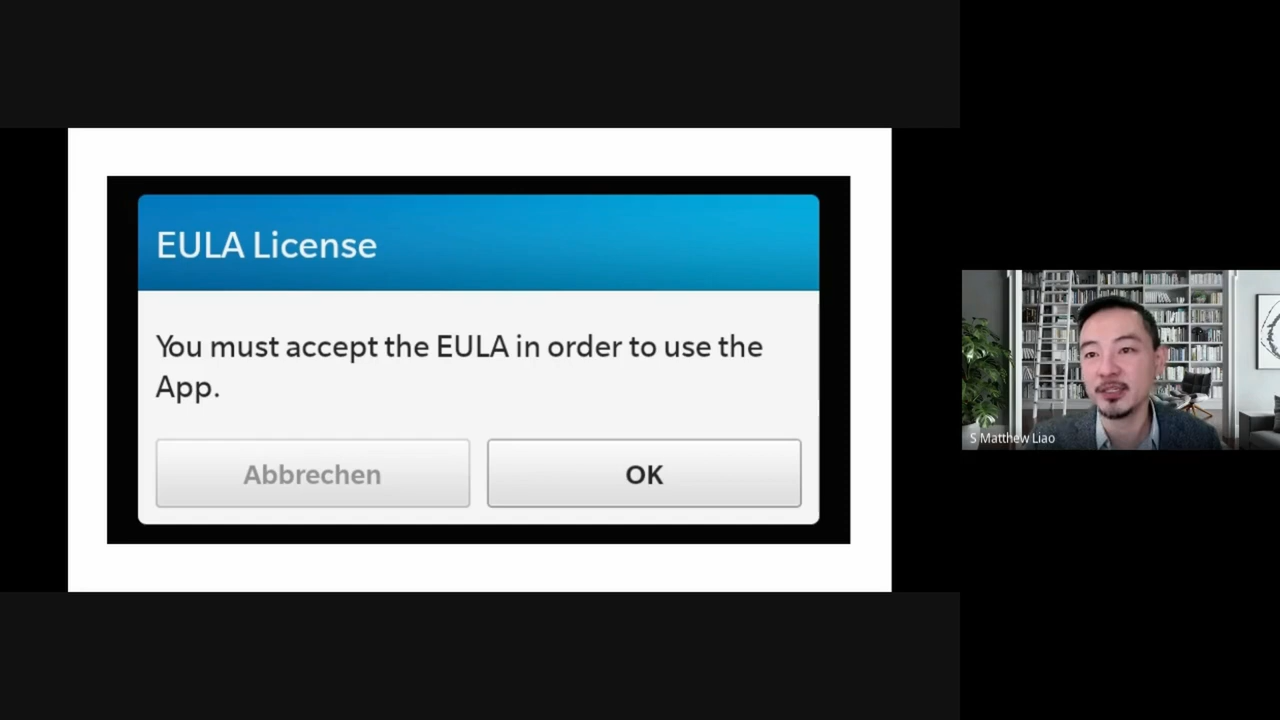 EULA License
You must accept the EULA in order to use the
App.
Abbrechen
OK
S Matthew Liao